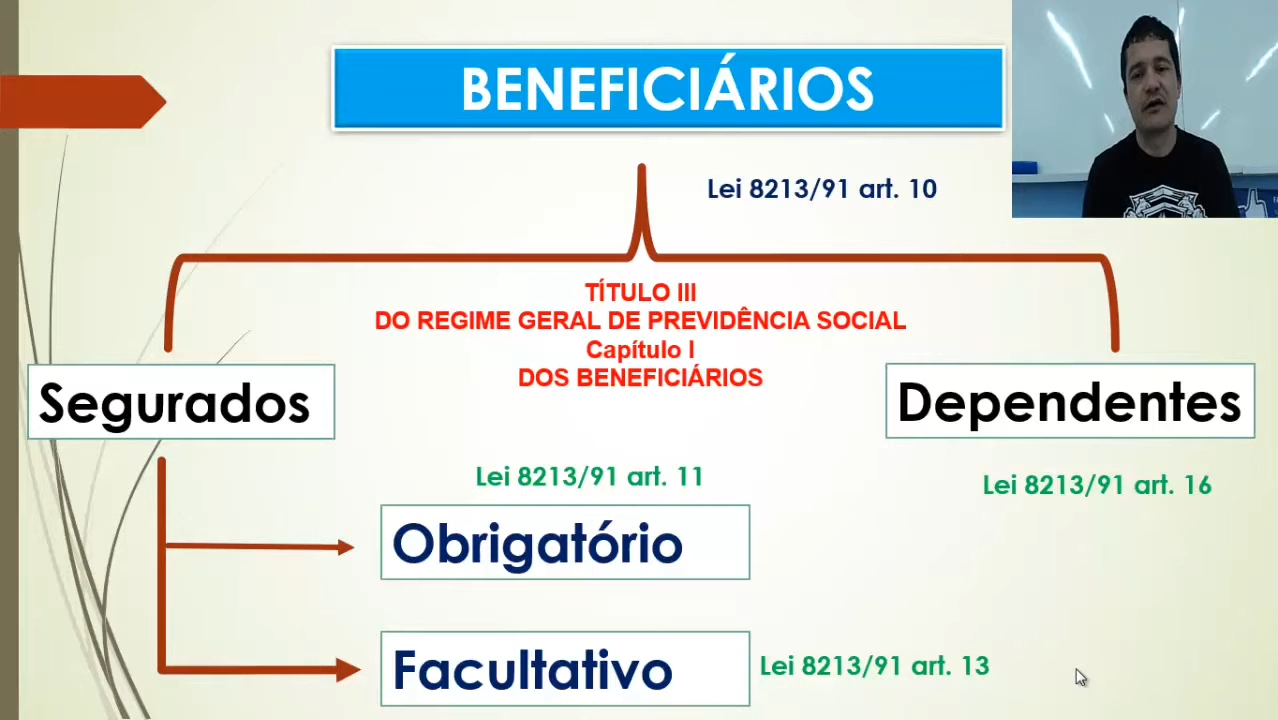 BENEFICIÁRIOS
Lei 8213/91 art. 10
TÍTULO III
DO REGIME GERAL DE PREVIDÊNCIA SOCIAL
Capítulo I
DOS BENEFICIÁRIOS
Segurados
Dependentes
Lei 8213/91 art. 11
Lei 8213/91 art. 16
Obrigatório
Facultativo
Lei 8213/91 art. 13